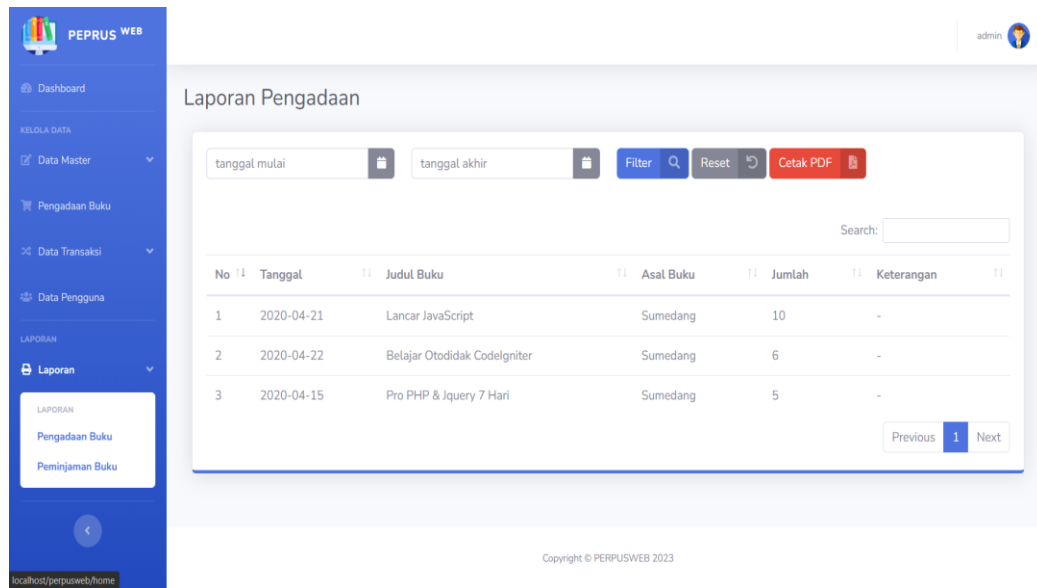 PEPRUS WEB
admin
Dashboard
Laporan Pengadaan
KELOLA DATA
Data Master
Pengadaan Buku
Data Transaksi
Data Pengguna
LAPORAN
Laporan
LAPORAN
Pengadaan Buku
Peminjaman Buku
tanggal mulai tanggal akhir Filter Reset Cetak PDF
Search:
No Tanggal Judul Buku Asal Buku Jumlah Keterangan
1 2020-04-21 Lancar JavaScript Sumedang 10 -
2 2020-04-22 Belajar Otodidak CodeIgniter Sumedang 6 -
3 2020-04-15 Pro PHP & Jquery 7 Hari Sumedang 5 -
Previous 1 Next
Copyright © PERPUSWEB 2023
localhost/perpusweb/home